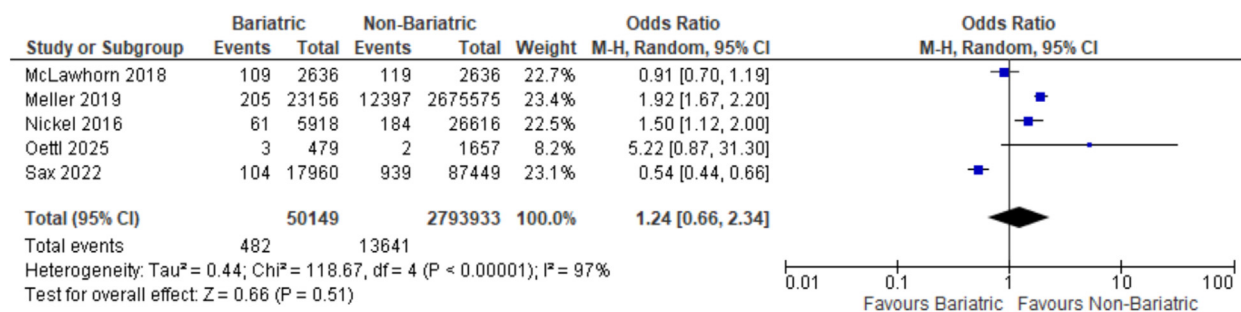 Bariatric Non-Bariatric Odds Ratio Odds Ratio
Study or Subgroup Events Total Events Total Weight M-H, Random, 95% CI M-H, Random, 95% CI
McLawhorn 2018 109 2636 119 2636 22.7% 0.91 [0.70, 1.19]
Meller 2019 205 23156 12397 2675575 23.4% 1.92 [1.67, 2.20]
Nickel 2016 61 5918 184 26616 22.5% 1.50 [1.12, 2.00]
Oettl 2025 3 479 2 1657 8.2% 5.22 [0.87, 31.30]
Sax 2022 104 17960 939 87449 23.1% 0.54 [0.44, 0.66]
Total (95% CI) 50149 2793933 100.0% 1.24 [0.66, 2.34]
Total events 482 13641
Heterogeneity: Tau² = 0.44; Chi² = 118.67, df = 4 (P < 0.00001); I² = 97%
Test for overall effect: Z = 0.66 (P = 0.51)
0.01 0.1 1 10 100
Favours Bariatric Favours Non-Bariatric